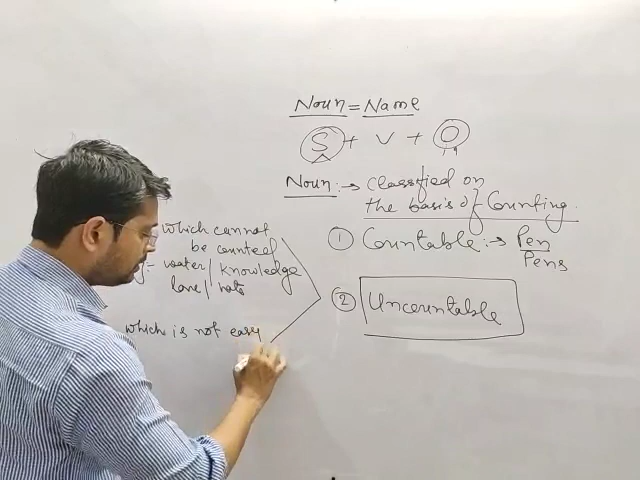 Noun = Name
S + V + O
Noun :→ Classified on
the basis of Counting.
① Countable :→ Pen
Pens
② Uncountable
which cannot
be counted
g:- water / Knowledge
love / hate
which is not easy